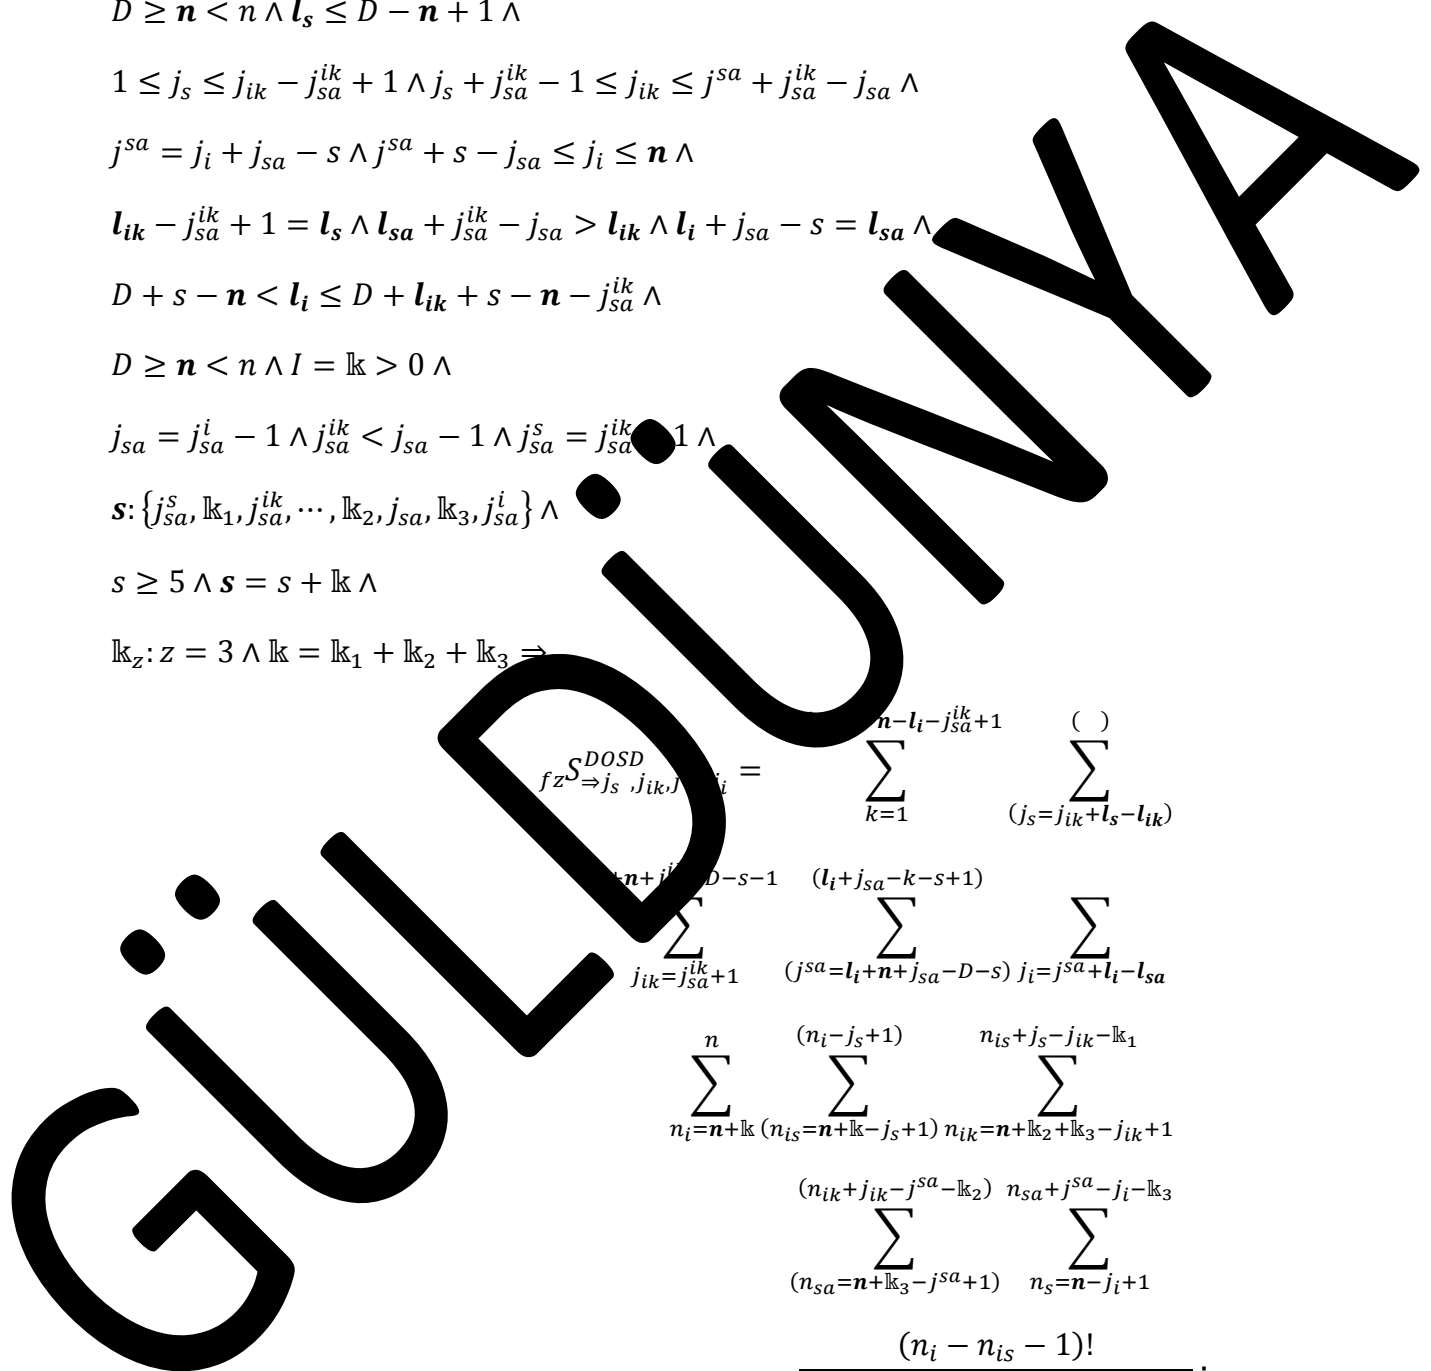 D ≥ 𝒏 < n ∧ 𝒍_𝒔 ≤ D − 𝒏 + 1 ∧
1 ≤ j_s ≤ j_{ik} − j_{sa}^{ik} + 1 ∧ j_s + j_{sa}^{ik} − 1 ≤ j_{ik} ≤ j^{sa} + j_{sa}^{ik} − j_{sa} ∧
j^{sa} = j_i + j_{sa} − s ∧ j^{sa} + s − j_{sa} ≤ j_i ≤ 𝒏 ∧
𝒍_{𝒊𝒌} − j_{sa}^{ik} + 1 = 𝒍_𝒔 ∧ 𝒍_{𝒔𝒂} + j_{sa}^{ik} − j_{sa} > 𝒍_{𝒊𝒌} ∧ 𝒍_𝒊 + j_{sa} − s = 𝒍_{𝒔𝒂} ∧
D + s − 𝒏 < 𝒍_𝒊 ≤ D + 𝒍_{𝒊𝒌} + s − 𝒏 − j_{sa}^{ik} ∧
D ≥ 𝒏 < n ∧ I = 𝕜 > 0 ∧
j_{sa} = j_{sa}^i − 1 ∧ j_{sa}^{ik} < j_{sa} − 1 ∧ j_{sa}^s = j_{sa}^{ik} 1 ∧
𝒔: {j_{sa}^s, 𝕜_1, j_{sa}^{ik}, ⋯ , 𝕜_2, j_{sa}, 𝕜_3, j_{sa}^i} ∧
s ≥ 5 ∧ 𝒔 = s + 𝕜 ∧
𝕜_z: z = 3 ∧ 𝕜 = 𝕜_1 + 𝕜_2 + 𝕜_3 ⇒
𝒏−𝒍_𝒊−j_{sa}^{ik}+1 ( )
_{fz}S^{DOSD}_{⇒j_s ,j_{ik}, i} = ∑ ∑
k=1 (j_s=j_{ik}+𝒍_𝒔−𝒍_{𝒊𝒌})
+𝒏+j D−s−1 (𝒍_𝒊+j_{sa}−k−s+1)
∑ ∑ ∑
j_{ik}=j_{sa}^{ik}+1 (j^{sa}=𝒍_𝒊+𝒏+j_{sa}−D−s) j_i=j^{sa}+𝒍_𝒊−𝒍_{𝒔𝒂}
n (n_i−j_s+1) n_{is}+j_s−j_{ik}−𝕜_1
∑ ∑ ∑
n_i=𝒏+𝕜 (n_{is}=𝒏+𝕜−j_s+1) n_{ik}=𝒏+𝕜_2+𝕜_3−j_{ik}+1
(n_{ik}+j_{ik}−j^{sa}−𝕜_2) n_{sa}+j^{sa}−j_i−𝕜_3
∑ ∑
(n_{sa}=𝒏+𝕜_3−j^{sa}+1) n_s=𝒏−j_i+1
(n_i − n_{is} − 1)! .
GÜLDÜNYA